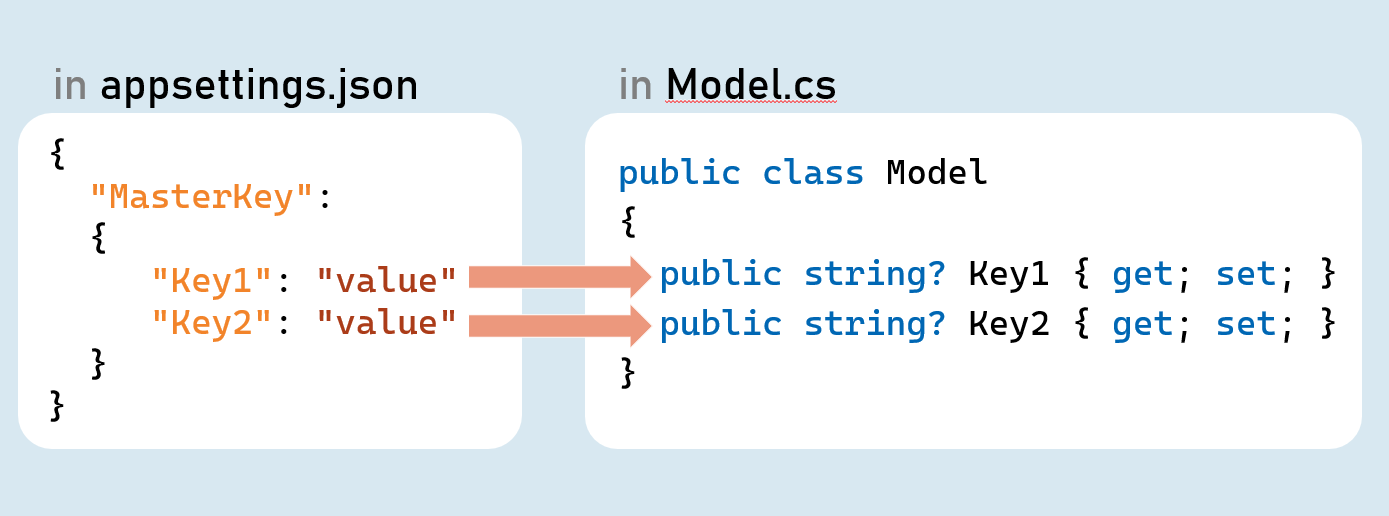 in appsettings.json
{
"MasterKey":
{
"Key1": "value"
"Key2": "value"
}
}
in Model.cs
public class Model
{
public string? Key1 { get; set; }
public string? Key2 { get; set; }
}